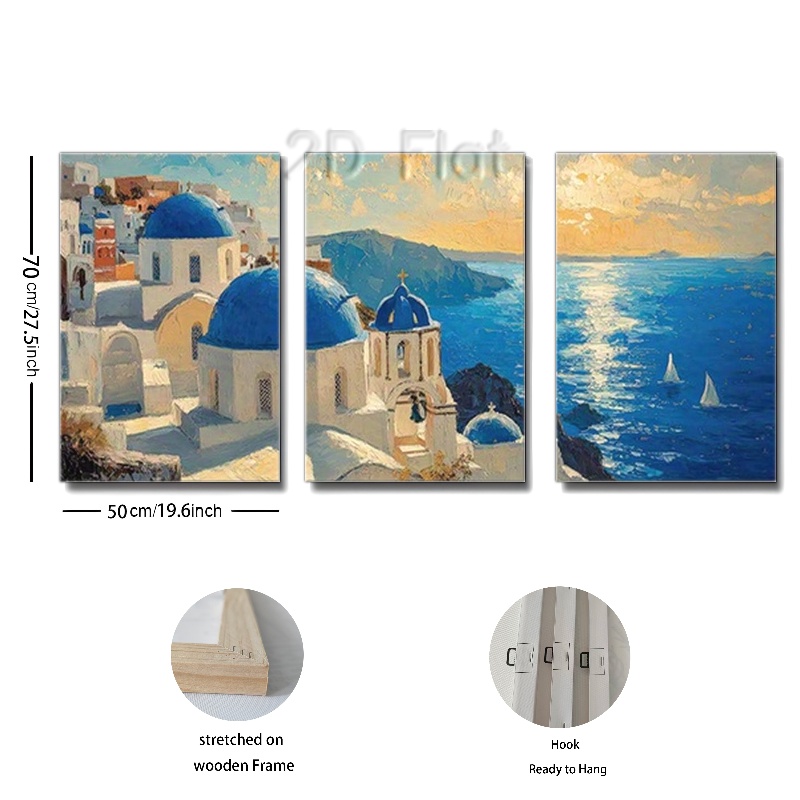 2D Flat
70 cm/27.5inch
50 cm/19.6inch
stretched on
wooden Frame
Hook
Ready to Hang